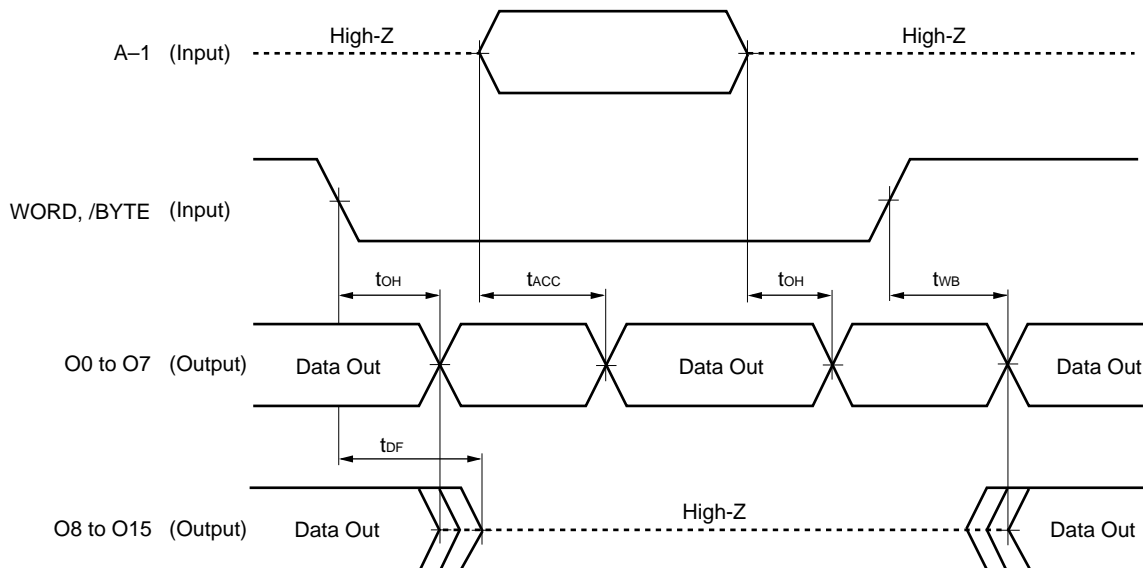 A–1 (Input) High-Z High-Z
WORD, /BYTE (Input)
tOH tACC tOH tWB
O0 to O7 (Output) Data Out Data Out Data Out
tDF
O8 to O15 (Output) Data Out High-Z Data Out